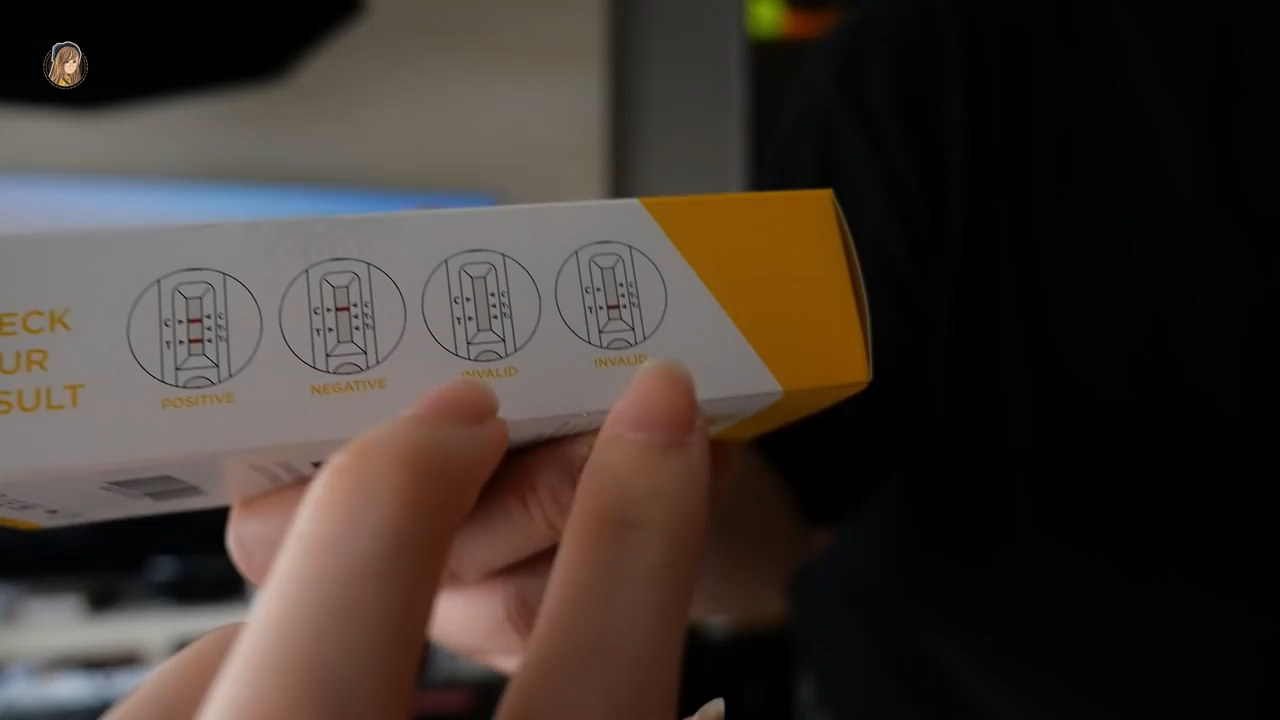 ECK
UR
SULT
C
T
POSITIVE
C
T
NEGATIVE
C
T
INVALID
C
T
INVALID